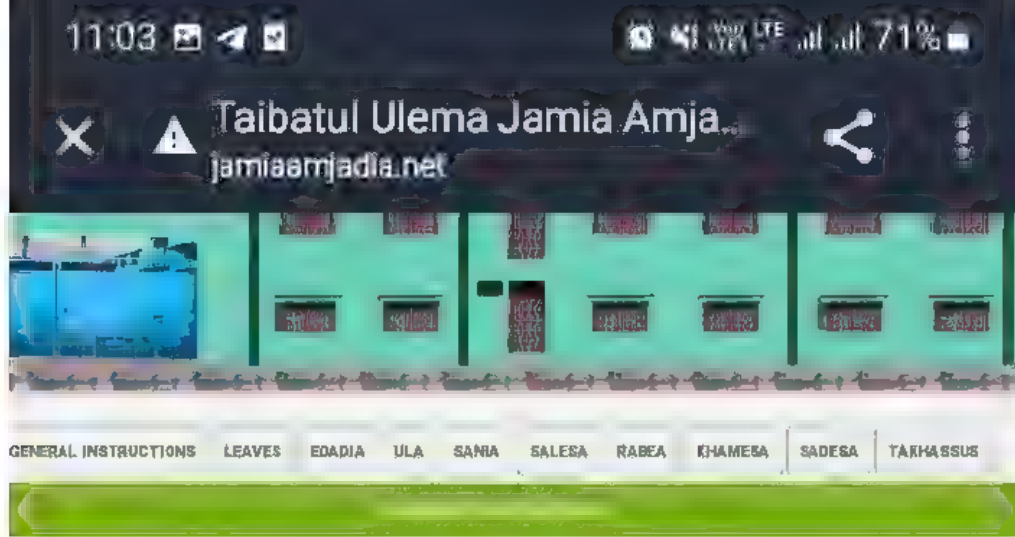 11:03 LTE 71%
Taibatul Ulema Jamia Amja..
jamiaamjadia.net
GENERAL INSTRUCTIONS LEAVES EDADIA ULA SANIA SALESA RABEA KHAMESA SADESA TAKHASSUS